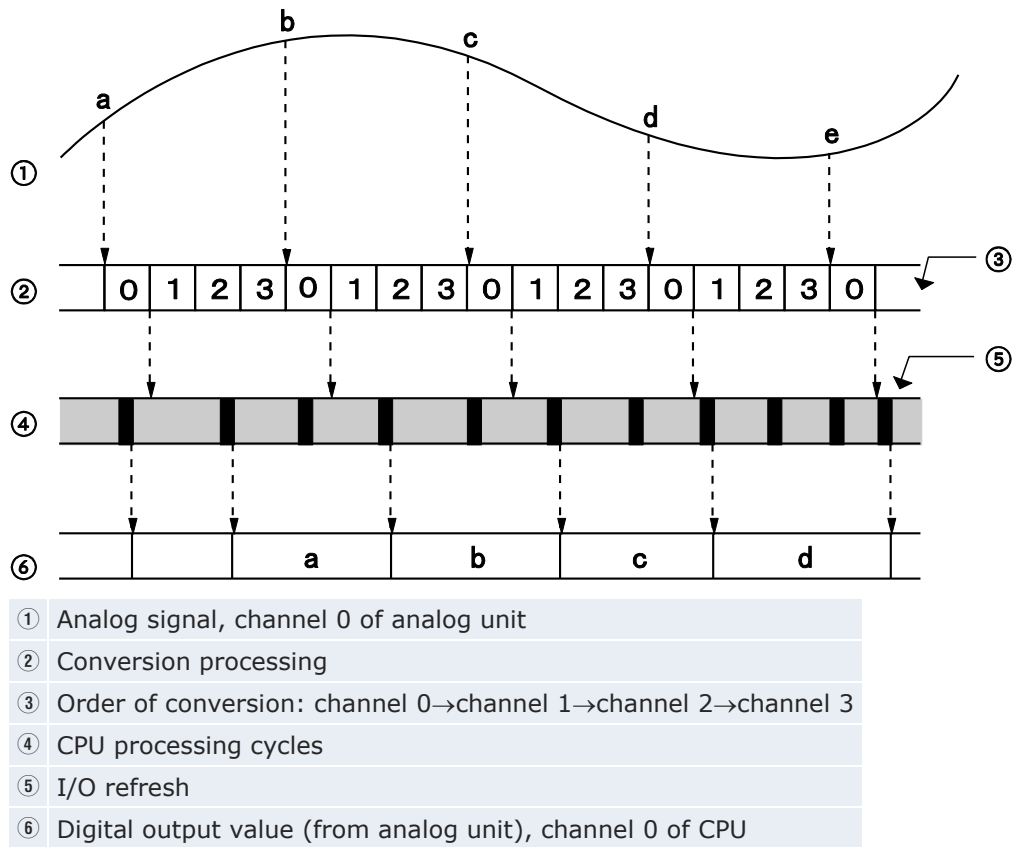 b
c
a
d
e
①
③
② 0 1 2 3 0 1 2 3 0 1 2 3 0 1 2 3 0
⑤
④
⑥ a b c d
① Analog signal, channel 0 of analog unit
② Conversion processing
③ Order of conversion: channel 0→channel 1→channel 2→channel 3
④ CPU processing cycles
⑤ I/O refresh
⑥ Digital output value (from analog unit), channel 0 of CPU